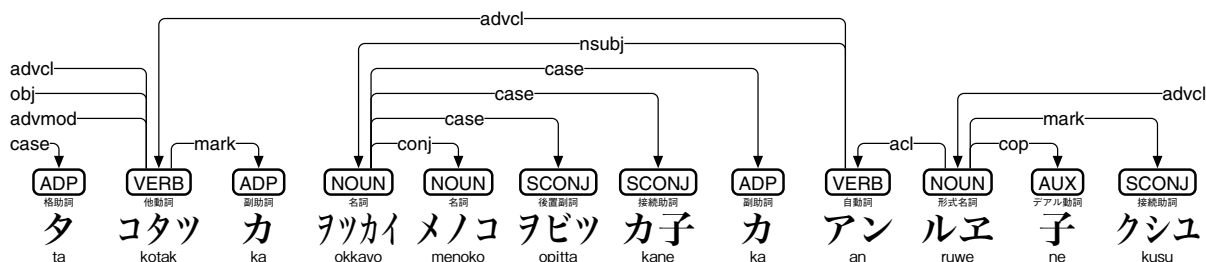 advcl
nsubj
advcl case
obj case advcl
advmod case mark
case mark conj acl cop
ADP VERB ADP NOUN NOUN SCONJ SCONJ ADP VERB NOUN AUX SCONJ
格助詞 他動詞 副助詞 名詞 名詞 後置副詞 接続助詞 副助詞 自動詞 形式名詞 デアル動詞 接続助詞
タ コタツ カ ヲツカイ メノコ ヲビツ カ子 カ アン ルヱ 子 クシユ
ta kotak ka okkayo menoko opitta kane ka an ruwe ne kusu